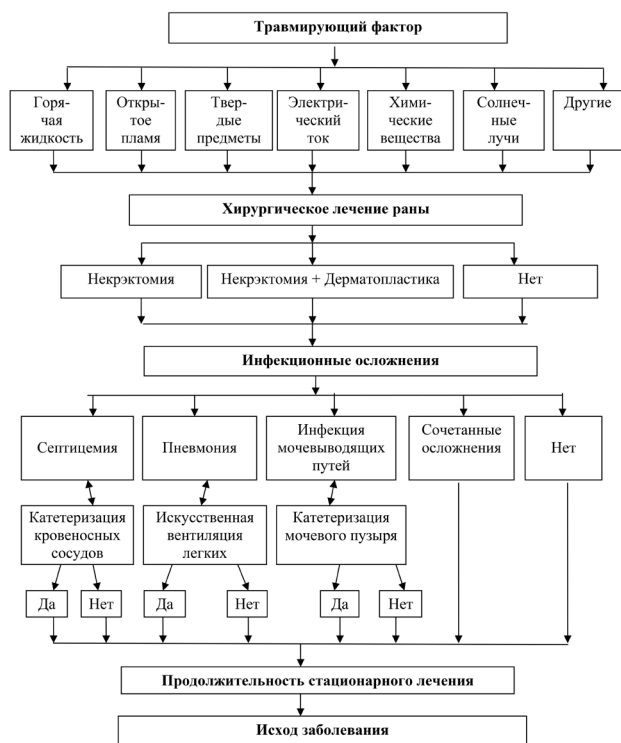 Травмирующий фактор
Горя-
чая
жидкость
Откры-
тое
пламя
Твер-
дые
предметы
Электри-
ческий
ток
Хими-
ческие
вещества
Солнеч-
ные
лучи
Другие
Хирургическое лечение раны
Некрэктомия
Некрэктомия + Дерматопластика
Нет
Инфекционные осложнения
Септицемия
Пневмония
Инфекция
мочевыводящих
путей
Сочетанные
осложнения
Нет
Катетеризация
кровеносных
сосудов
Искусственная
вентиляция
легких
Катетеризация
мочевого пузыря
Да
Нет
Да
Нет
Да
Нет
Продолжительность стационарного лечения
Исход заболевания